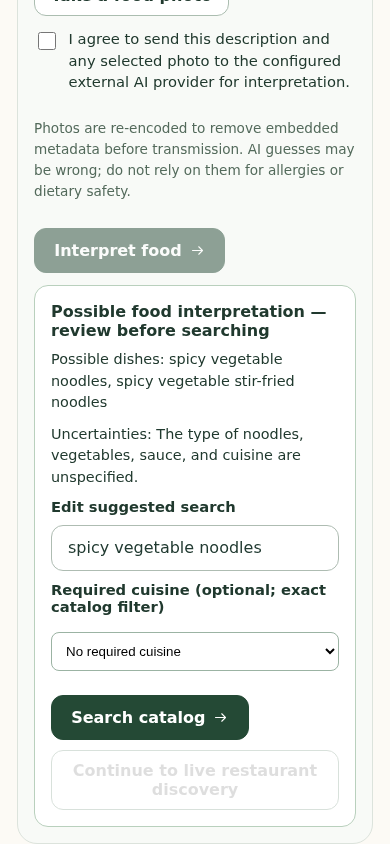 I agree to send this description and
any selected photo to the configured
external AI provider for interpretation.
Photos are re-encoded to remove embedded
metadata before transmission. AI guesses may
be wrong; do not rely on them for allergies or
dietary safety.
Interpret food →
Possible food interpretation —
review before searching
Possible dishes: spicy vegetable
noodles, spicy vegetable stir-fried
noodles
Uncertainties: The type of noodles,
vegetables, sauce, and cuisine are
unspecified.
Edit suggested search
spicy vegetable noodles
Required cuisine (optional; exact
catalog filter)
No required cuisine
Search catalog →
Continue to live restaurant
discovery